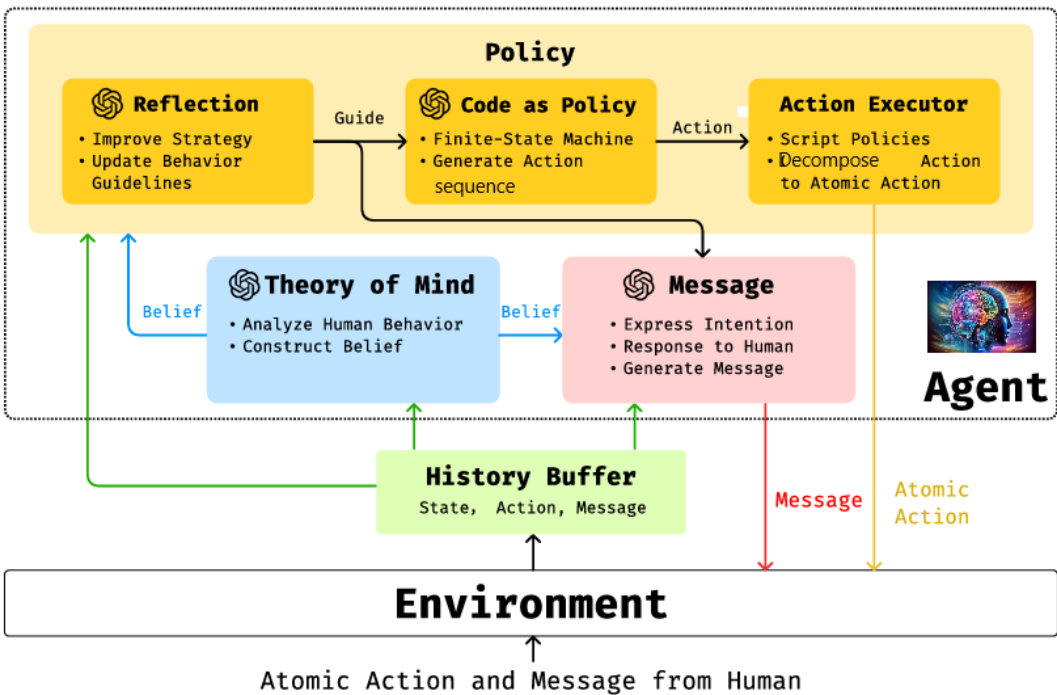 Policy
Reflection
• Improve Strategy
• Update Behavior
Guidelines
Guide
Code as Policy
• Finite-State Machine
• Generate Action
sequence
Action
Action Executor
• Script Policies
• Decompose Action
to Atomic Action
Belief
Theory of Mind
• Analyze Human Behavior
• Construct Belief
Belief
Message
• Express Intention
• Response to Human
• Generate Message
Agent
History Buffer
State, Action, Message
Message
Atomic
Action
Environment
Atomic Action and Message from Human